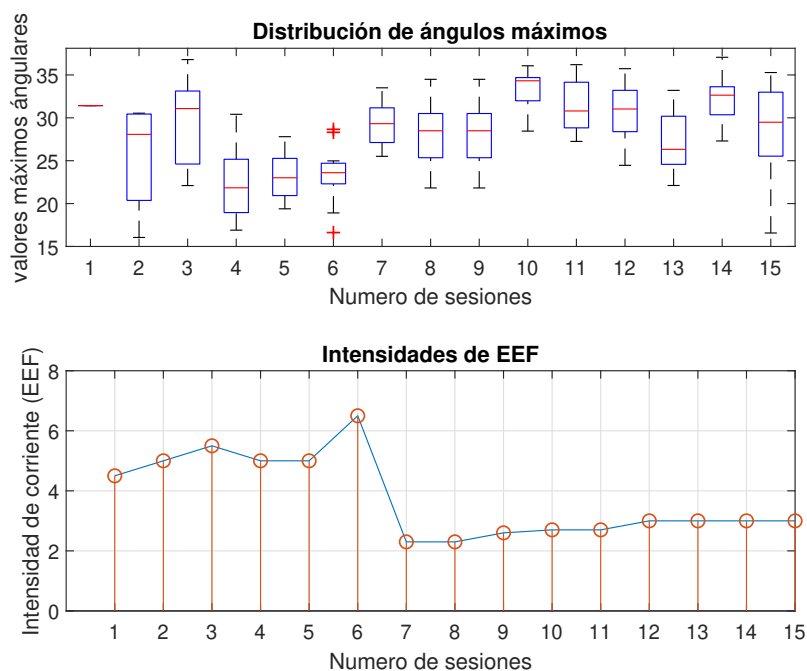 Distribución de ángulos máximos
valores máximos ángulares
35
30
25
20
15
1 2 3 4 5 6 7 8 9 10 11 12 13 14 15
Numero de sesiones
Intensidades de EEF
Intensidad de corriente (EEF)
8
6
4
2
0
1 2 3 4 5 6 7 8 9 10 11 12 13 14 15
Numero de sesiones